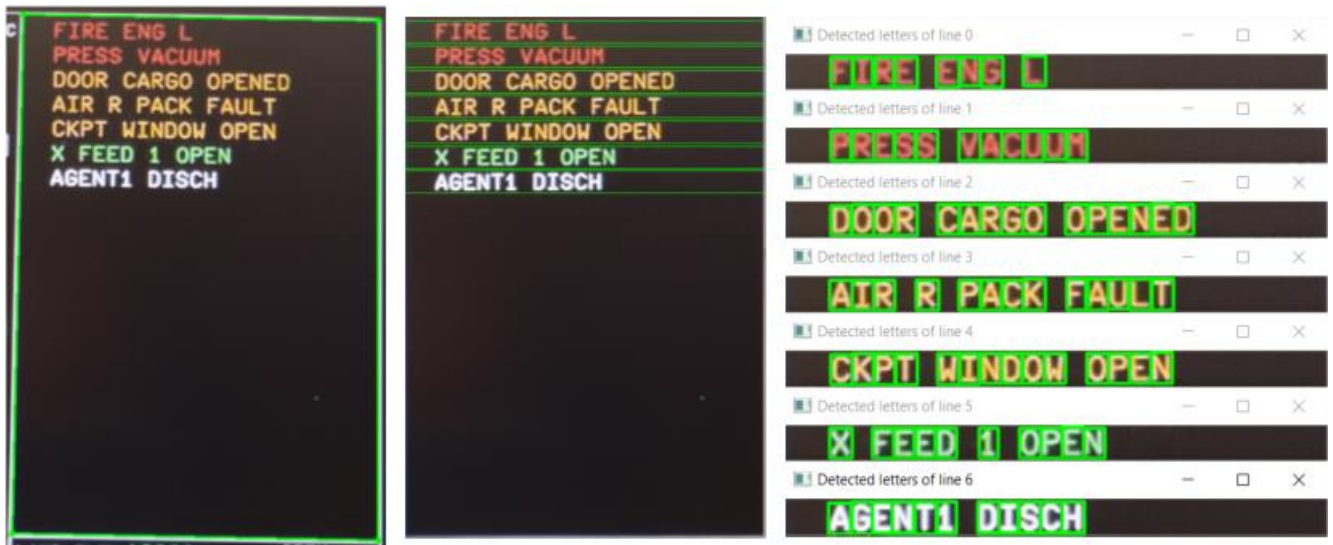 C
FIRE ENG L
PRESS VACUUM
DOOR CARGO OPENED
AIR R PACK FAULT
CKPT WINDOW OPEN
X FEED 1 OPEN
AGENT1 DISCH
FIRE ENG L
PRESS VACUUM
DOOR CARGO OPENED
AIR R PACK FAULT
CKPT WINDOW OPEN
X FEED 1 OPEN
AGENT1 DISCH
Detected letters of line 0
FIRE ENG L
Detected letters of line 1
PRESS VACUUM
Detected letters of line 2
DOOR CARGO OPENED
Detected letters of line 3
AIR R PACK FAULT
Detected letters of line 4
CKPT WINDOW OPEN
Detected letters of line 5
X FEED 1 OPEN
Detected letters of line 6
AGENT1 DISCH